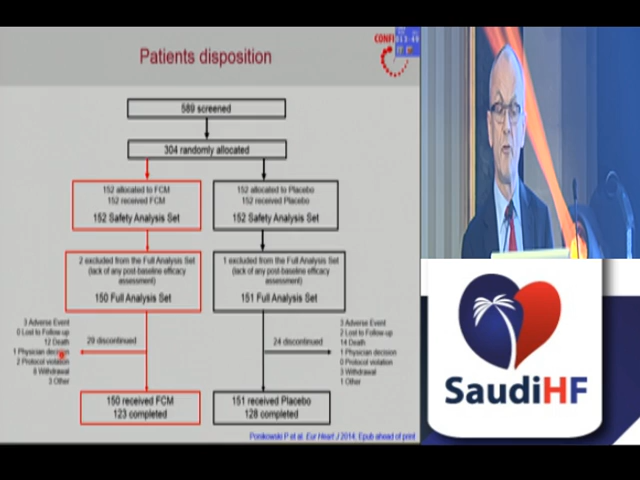 Patients disposition
CONFI
589 screened
304 randomly allocated
152 allocated to FCM
152 received FCM
152 Safety Analysis Set
152 allocated to Placebo
152 received Placebo
152 Safety Analysis Set
2 excluded from the Full Analysis Set
(lack of any post-baseline efficacy
assessment)
150 Full Analysis Set
1 excluded from the Full Analysis Set
(lack of any post-baseline efficacy
assessment)
151 Full Analysis Set
3 Adverse Event
0 Lost to Follow up
12 Death
1 Physician decision
2 Protocol violation
8 Withdrawal
3 Other
29 discontinued
24 discontinued
3 Adverse Event
2 Lost to Follow up
14 Death
1 Physician decision
0 Protocol violation
3 Withdrawal
1 Other
150 received FCM
123 completed
151 received Placebo
128 completed
Ponikowski P et al. Eur Heart J 2014; Epub ahead of print
SaudiHF